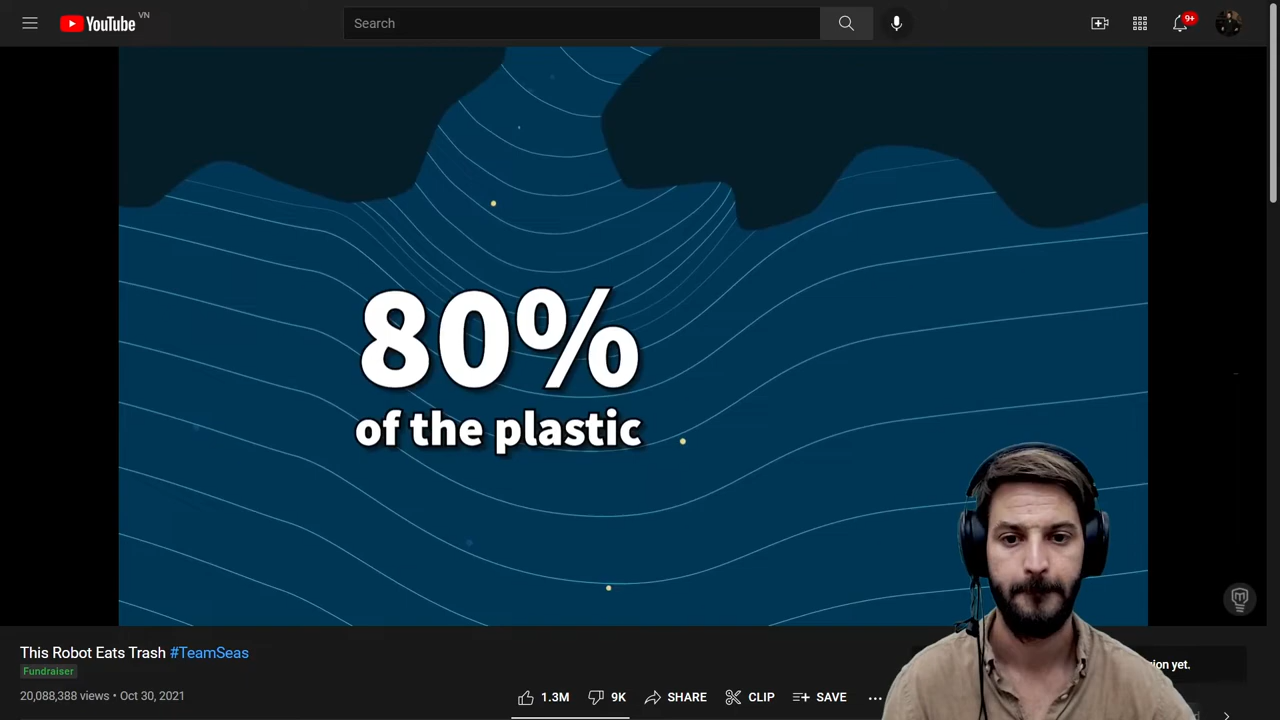 YouTube VN
Search
9+
80%
of the plastic
This Robot Eats Trash #TeamSeas
Fundraiser
20,088,388 views • Oct 30, 2021
1.3M 9K SHARE CLIP SAVE ...
yet.